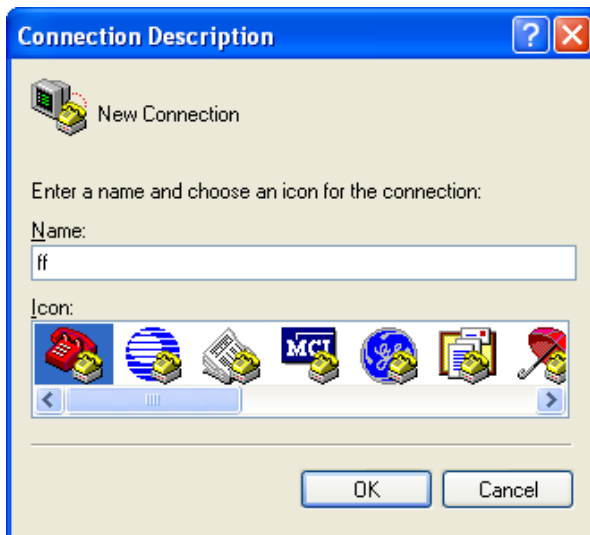 Connection Description
New Connection
Enter a name and choose an icon for the connection:
Name:
ff
Icon:
MCI
OK Cancel